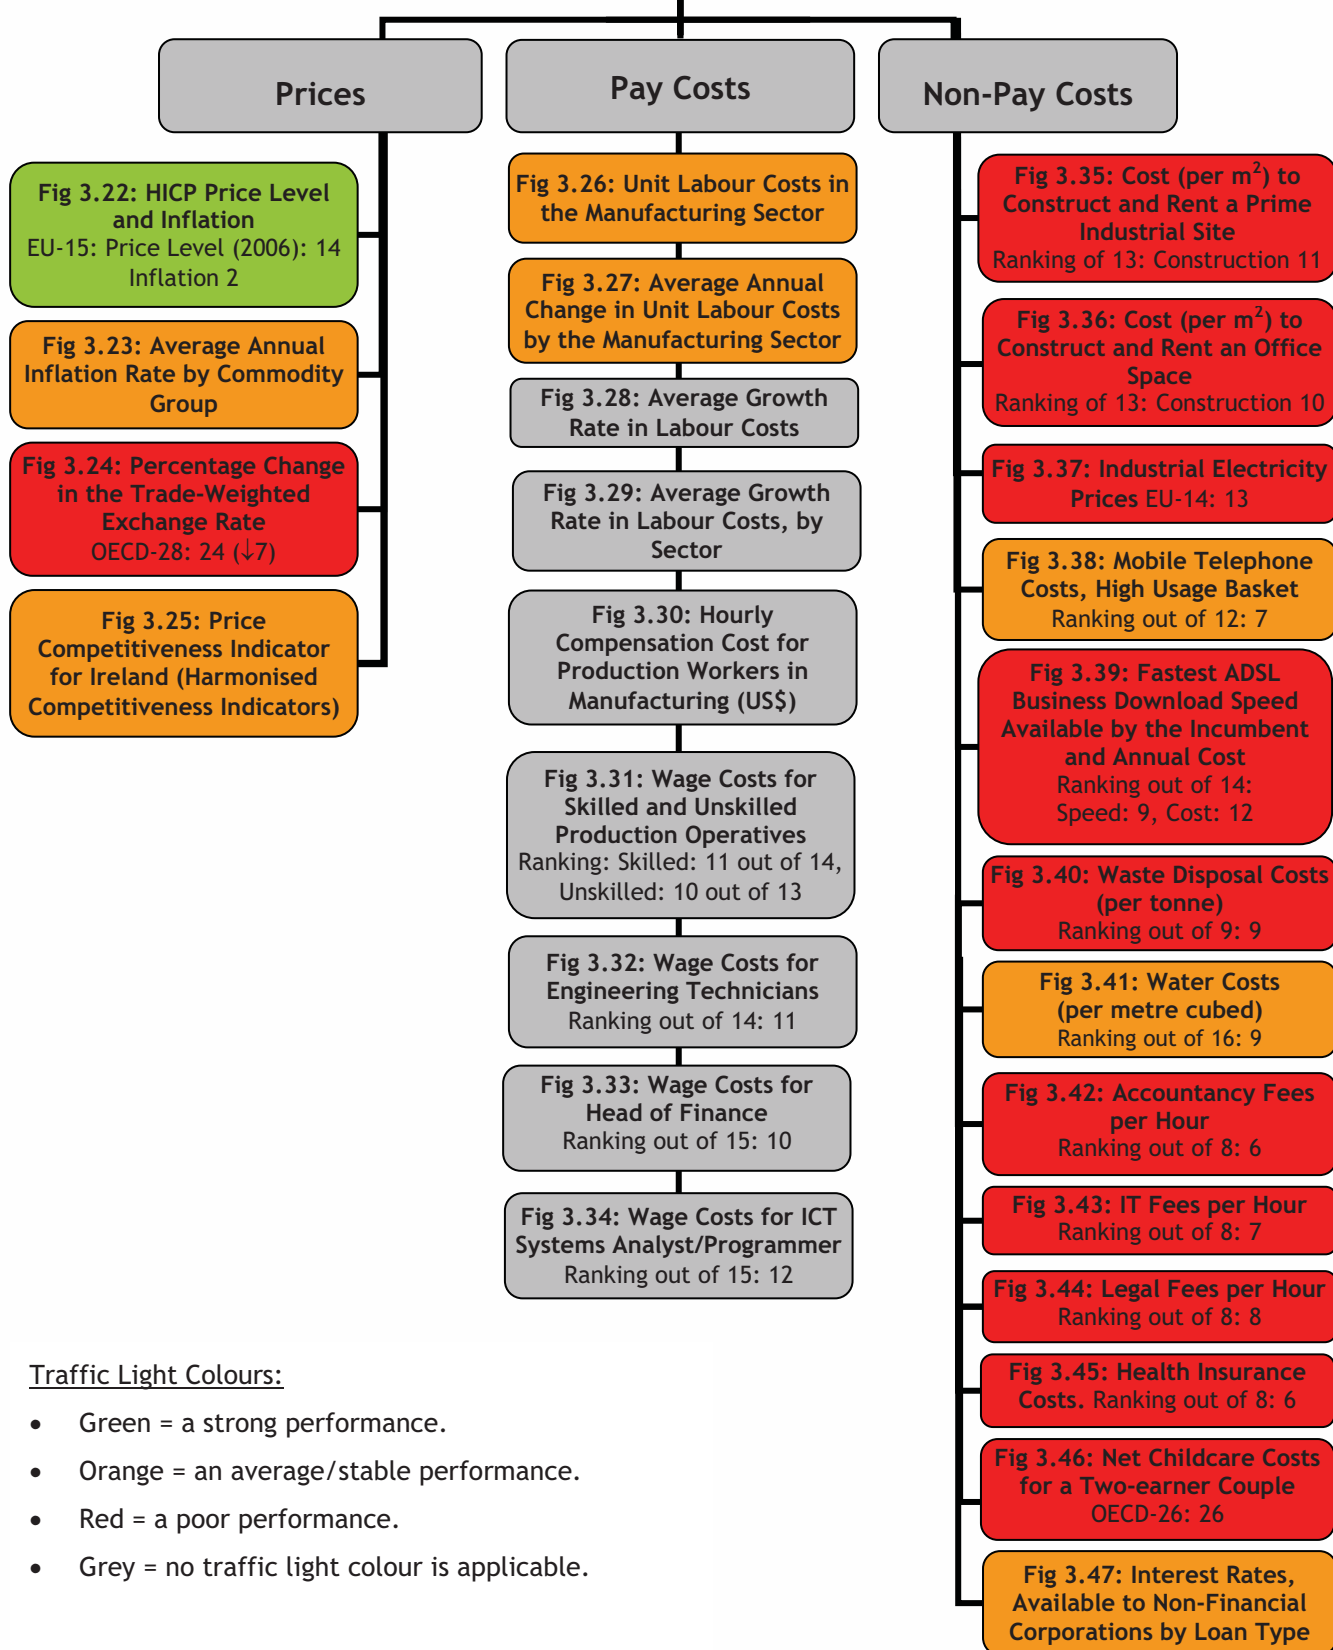 Prices
Fig 3.22: HICP Price Level
and Inflation
EU-15: Price Level (2006): 14
Inflation 2
Fig 3.23: Average Annual
Inflation Rate by Commodity
Group
Fig 3.24: Percentage Change
in the Trade-Weighted
Exchange Rate
OECD-28: 24 (↓7)
Fig 3.25: Price
Competitiveness Indicator
for Ireland (Harmonised
Competitiveness Indicators)
Pay Costs
Fig 3.26: Unit Labour Costs in
the Manufacturing Sector
Fig 3.27: Average Annual
Change in Unit Labour Costs
by the Manufacturing Sector
Fig 3.28: Average Growth
Rate in Labour Costs
Fig 3.29: Average Growth
Rate in Labour Costs, by
Sector
Fig 3.30: Hourly
Compensation Cost for
Production Workers in
Manufacturing (US$)
Fig 3.31: Wage Costs for
Skilled and Unskilled
Production Operatives
Ranking: Skilled: 11 out of 14,
Unskilled: 10 out of 13
Fig 3.32: Wage Costs for
Engineering Technicians
Ranking out of 14: 11
Fig 3.33: Wage Costs for
Head of Finance
Ranking out of 15: 10
Fig 3.34: Wage Costs for ICT
Systems Analyst/Programmer
Ranking out of 15: 12
Non-Pay Costs
Fig 3.35: Cost (per m²) to
Construct and Rent a Prime
Industrial Site
Ranking of 13: Construction 11
Fig 3.36: Cost (per m²) to
Construct and Rent an Office
Space
Ranking of 13: Construction 10
Fig 3.37: Industrial Electricity
Prices EU-14: 13
Fig 3.38: Mobile Telephone
Costs, High Usage Basket
Ranking out of 12: 7
Fig 3.39: Fastest ADSL
Business Download Speed
Available by the Incumbent
and Annual Cost
Ranking out of 14:
Speed: 9, Cost: 12
Fig 3.40: Waste Disposal Costs
(per tonne)
Ranking out of 9: 9
Fig 3.41: Water Costs
(per metre cubed)
Ranking out of 16: 9
Fig 3.42: Accountancy Fees
per Hour
Ranking out of 8: 6
Fig 3.43: IT Fees per Hour
Ranking out of 8: 7
Fig 3.44: Legal Fees per Hour
Ranking out of 8: 8
Fig 3.45: Health Insurance
Costs. Ranking out of 8: 6
Fig 3.46: Net Childcare Costs
for a Two-earner Couple
OECD-26: 26
Fig 3.47: Interest Rates,
Available to Non-Financial
Corporations by Loan Type
Traffic Light Colours:
• Green = a strong performance.
• Orange = an average/stable performance.
• Red = a poor performance.
• Grey = no traffic light colour is applicable.